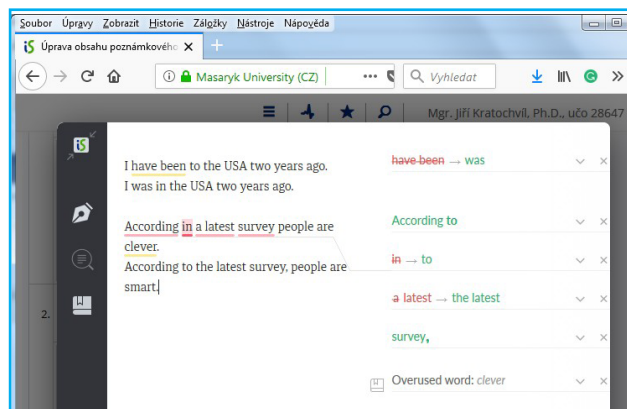 Soubor Úpravy Zobrazit Historie Záložky Nástroje Nápověda
iS Úprava obsahu poznámkového
Masaryk University (CZ) Vyhledat
Mgr. Jiří Kratochvíl, Ph.D., učo 28647
iS
I have been to the USA two years ago.
have been → was
I was in the USA two years ago.
According in a latest survey people are
According to
clever.
in → to
According to the latest survey, people are
smart.
a latest → the latest
2.
survey,
Overused word: clever